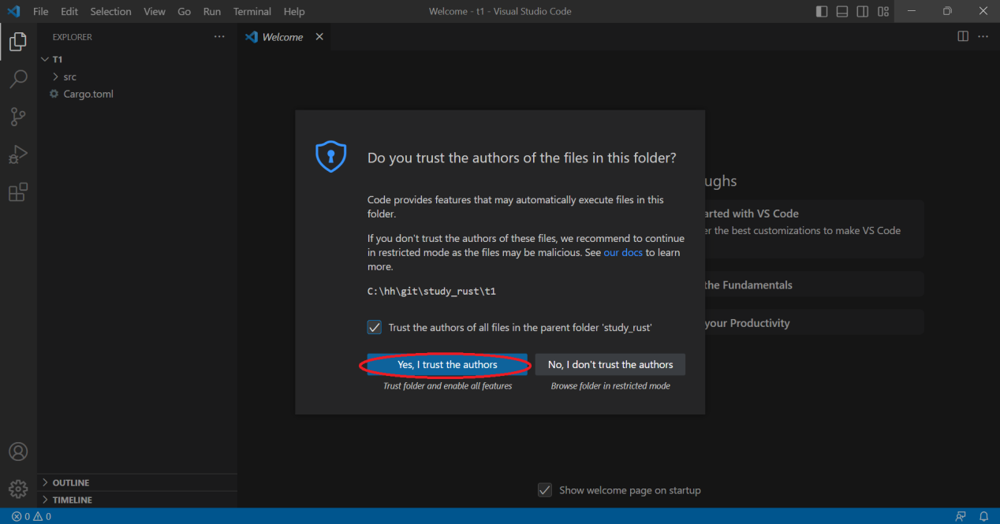 File Edit Selection View Go Run Terminal Help
Welcome - t1 - Visual Studio Code
EXPLORER
Welcome
T1
src
Cargo.toml
Do you trust the authors of the files in this folder?
Code provides features that may automatically execute files in this
folder.
If you don't trust the authors of these files, we recommend to continue
in restricted mode as the files may be malicious. See our docs to learn
more.
C:\hh\git\study_rust\t1
Trust the authors of all files in the parent folder 'study_rust'
Yes, I trust the authors
No, I don't trust the authors
Trust folder and enable all features
Browse folder in restricted mode
ughs
arted with VS Code
er the best customizations to make VS Code
the Fundamentals
your Productivity
Show welcome page on startup
OUTLINE
TIMELINE
0 0